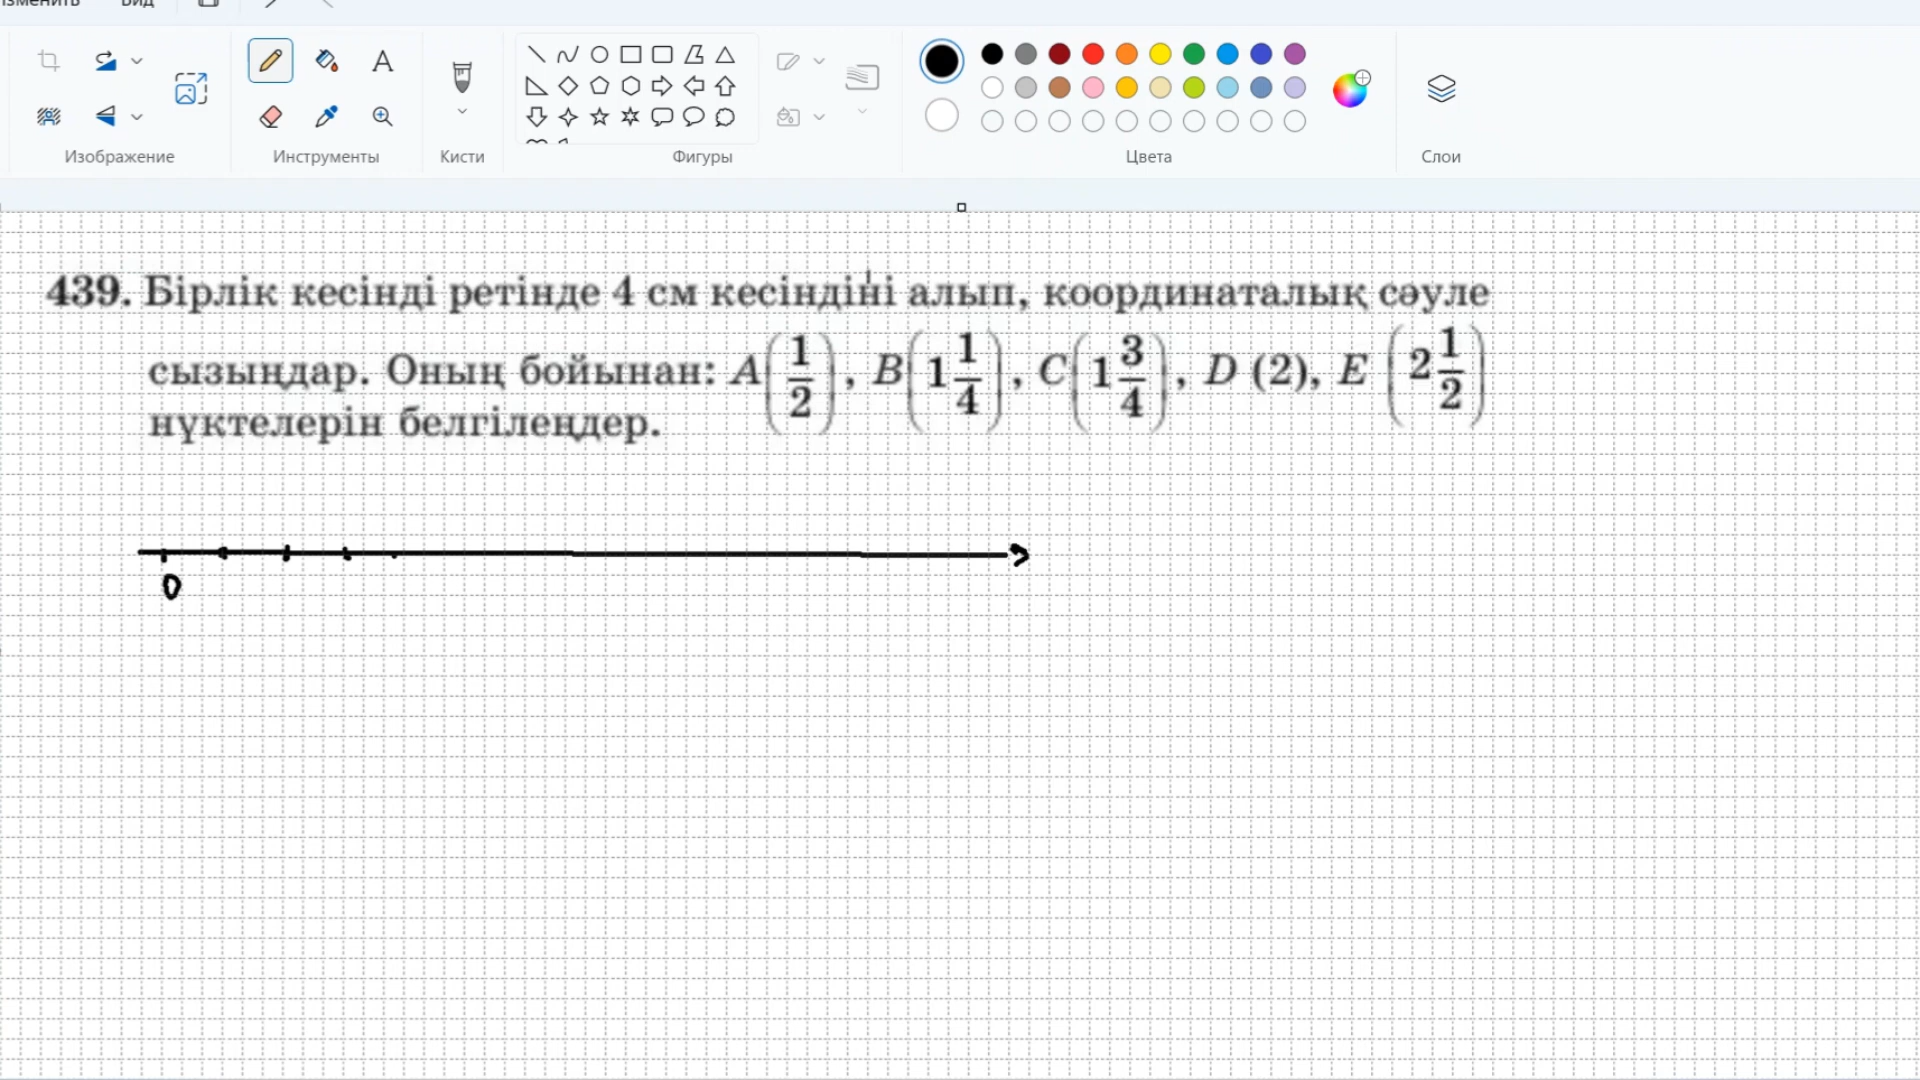 Изменить Вид
Изображение Инструменты Кисти Фигуры Цвета Слои
439. Бірлік кесінді ретінде 4 см кесіндіні алып, координаталық сәуле
сызыңдар. Оның бойынан: A(1/2), B(1 1/4), C(1 3/4), D (2), E (2 1/2)
нүктелерін белгілеңдер.
0